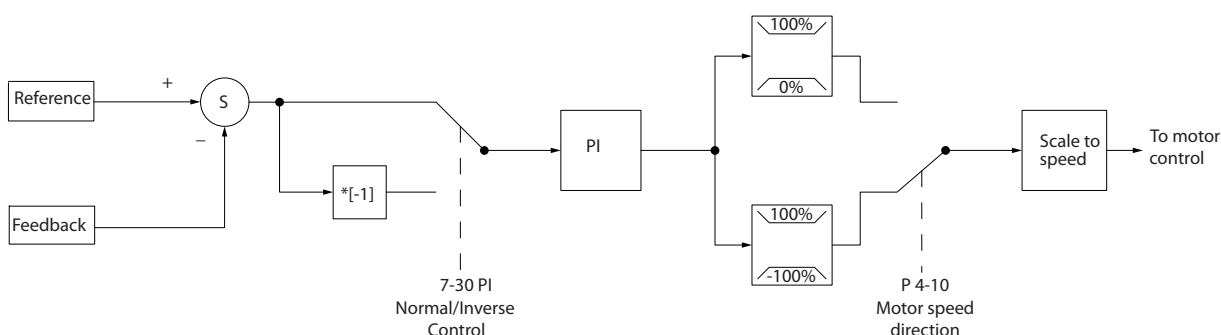 Reference
+
S
–
Feedback
*[-1]
7-30 PI
Normal/Inverse
Control
PI
100%
0%
100%
-100%
P 4-10
Motor speed
direction
Scale to
speed
To motor
control